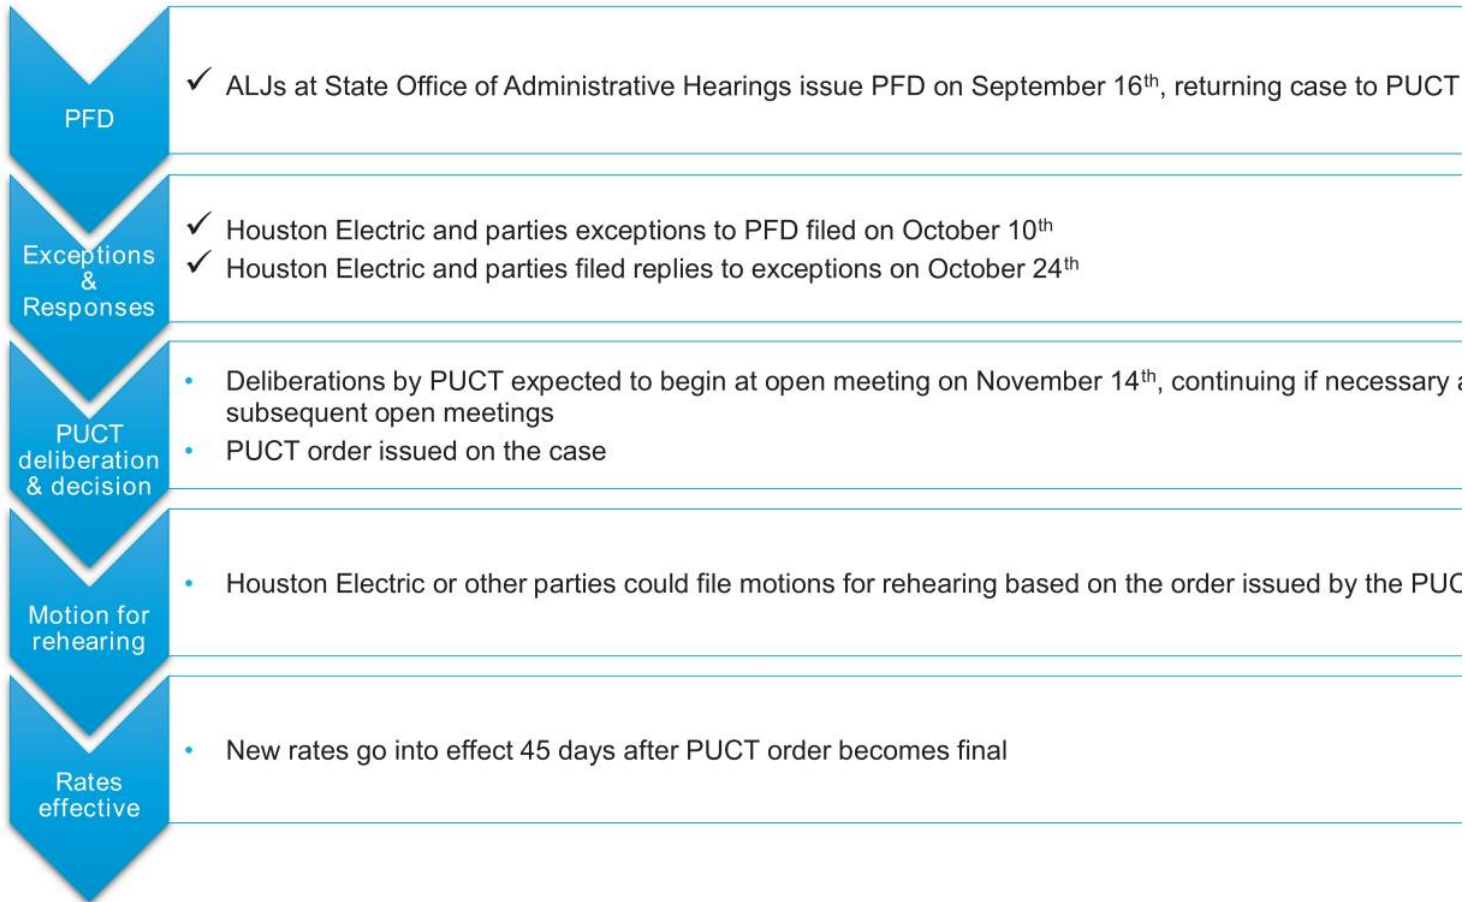 PFD
✓ ALJs at State Office of Administrative Hearings issue PFD on September 16th, returning case to PUCT
Exceptions
&
Responses
✓ Houston Electric and parties exceptions to PFD filed on October 10th
✓ Houston Electric and parties filed replies to exceptions on October 24th
PUCT
deliberation
& decision
• Deliberations by PUCT expected to begin at open meeting on November 14th, continuing if necessary
subsequent open meetings
• PUCT order issued on the case
Motion for
rehearing
• Houston Electric or other parties could file motions for rehearing based on the order issued by the
Rates
effective
• New rates go into effect 45 days after PUCT order becomes final